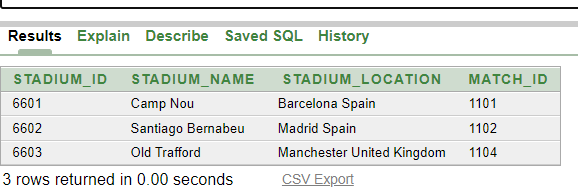 Results Explain Describe Saved SQL History
STADIUM_ID STADIUM_NAME STADIUM_LOCATION MATCH_ID
6601 Camp Nou Barcelona Spain 1101
6602 Santiago Bernabeu Madrid Spain 1102
6603 Old Trafford Manchester United Kingdom 1104
3 rows returned in 0.00 seconds CSV Export